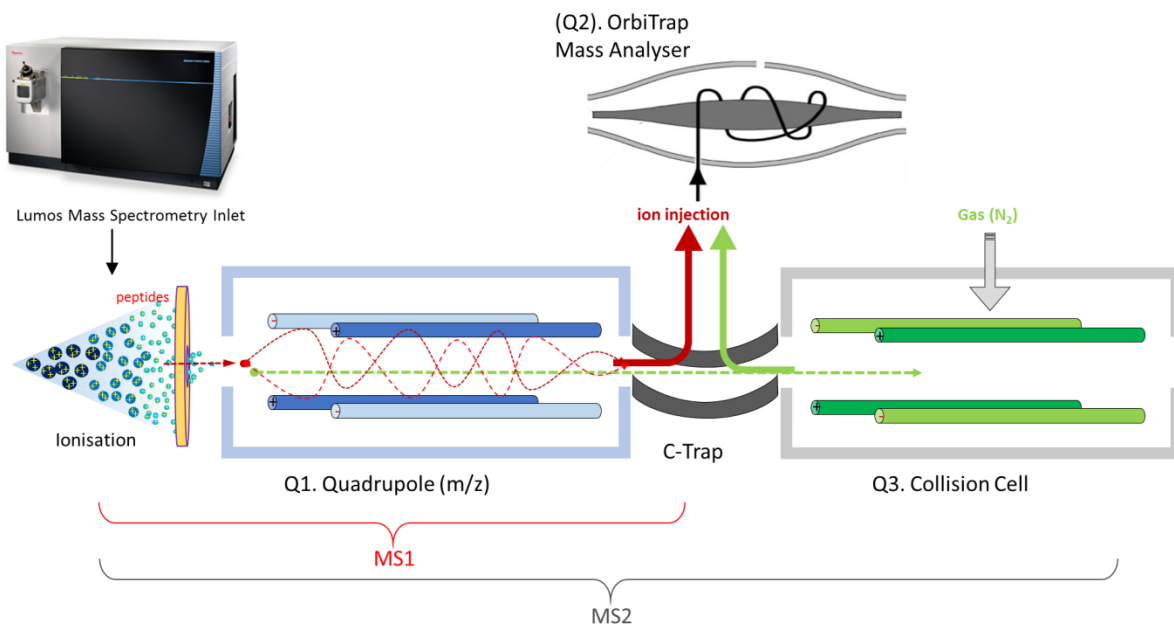 (Q2). OrbiTrap
Mass Analyser
Lumos Mass Spectrometry Inlet
ion injection
Gas (N₂)
peptides
Ionisation
C-Trap
Q1. Quadrupole (m/z)
Q3. Collision Cell
MS1
MS2